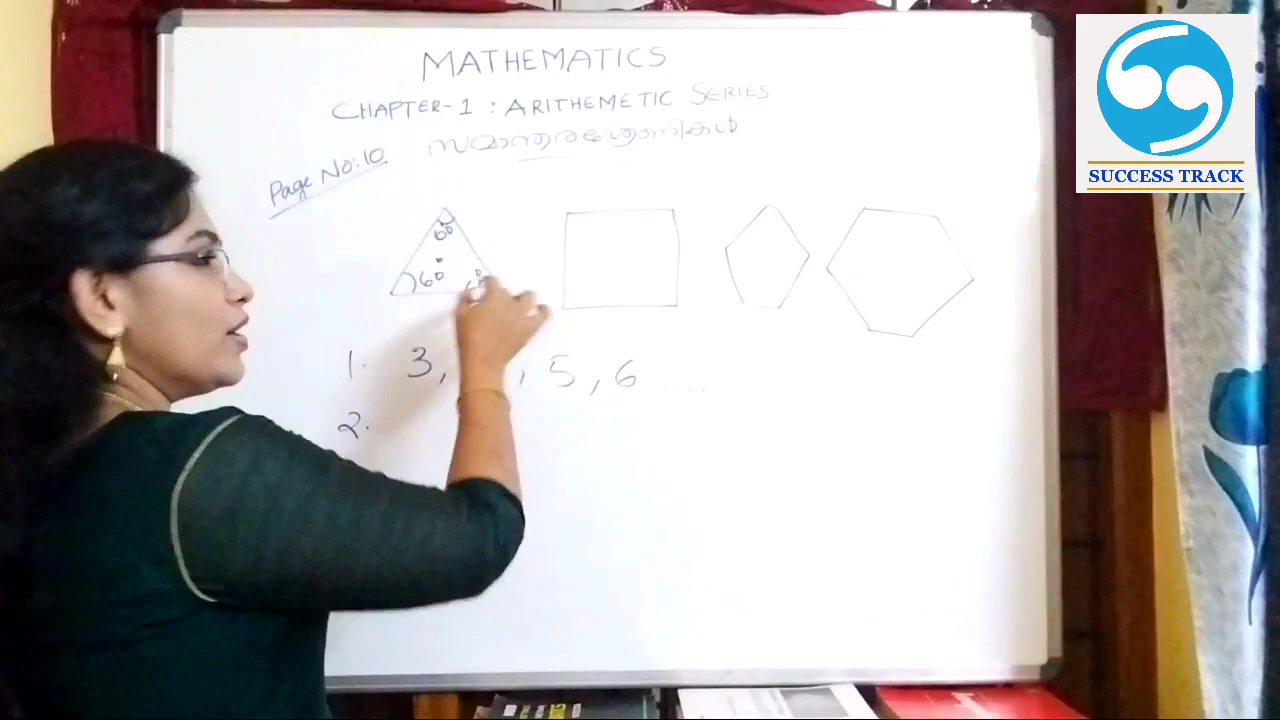 MATHEMATICS
CHAPTER-1 : ARITHEMETIC SERIES
സമാന്തരശ്രേണികൾ
Page No:10
SUCCESS TRACK
60°
60°
1. 3, , 5, 6 ....
2.